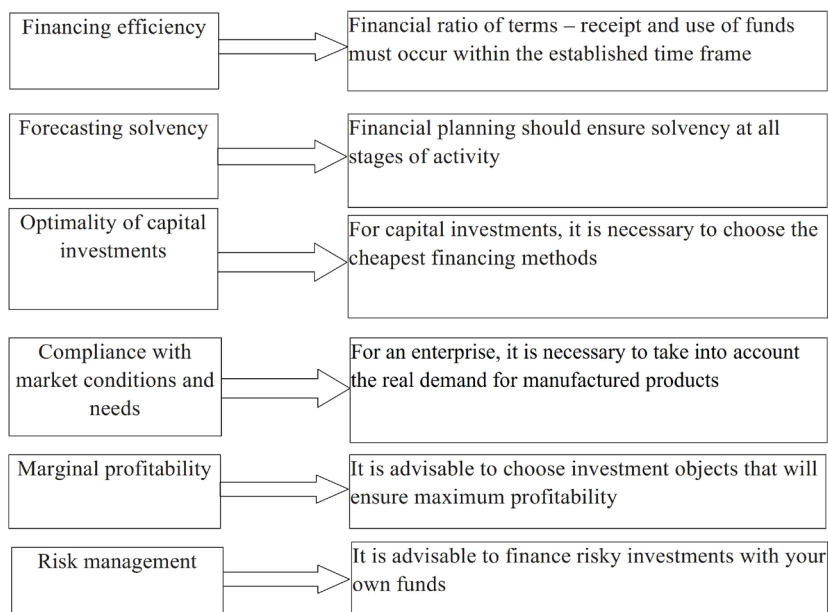 Financing efficiency
Financial ratio of terms – receipt and use of funds
must occur within the established time frame
Forecasting solvency
Financial planning should ensure solvency at all
stages of activity
Optimality of capital
investments
For capital investments, it is necessary to choose the
cheapest financing methods
Compliance with
market conditions and
needs
For an enterprise, it is necessary to take into account
the real demand for manufactured products
Marginal profitability
It is advisable to choose investment objects that will
ensure maximum profitability
Risk management
It is advisable to finance risky investments with your
own funds